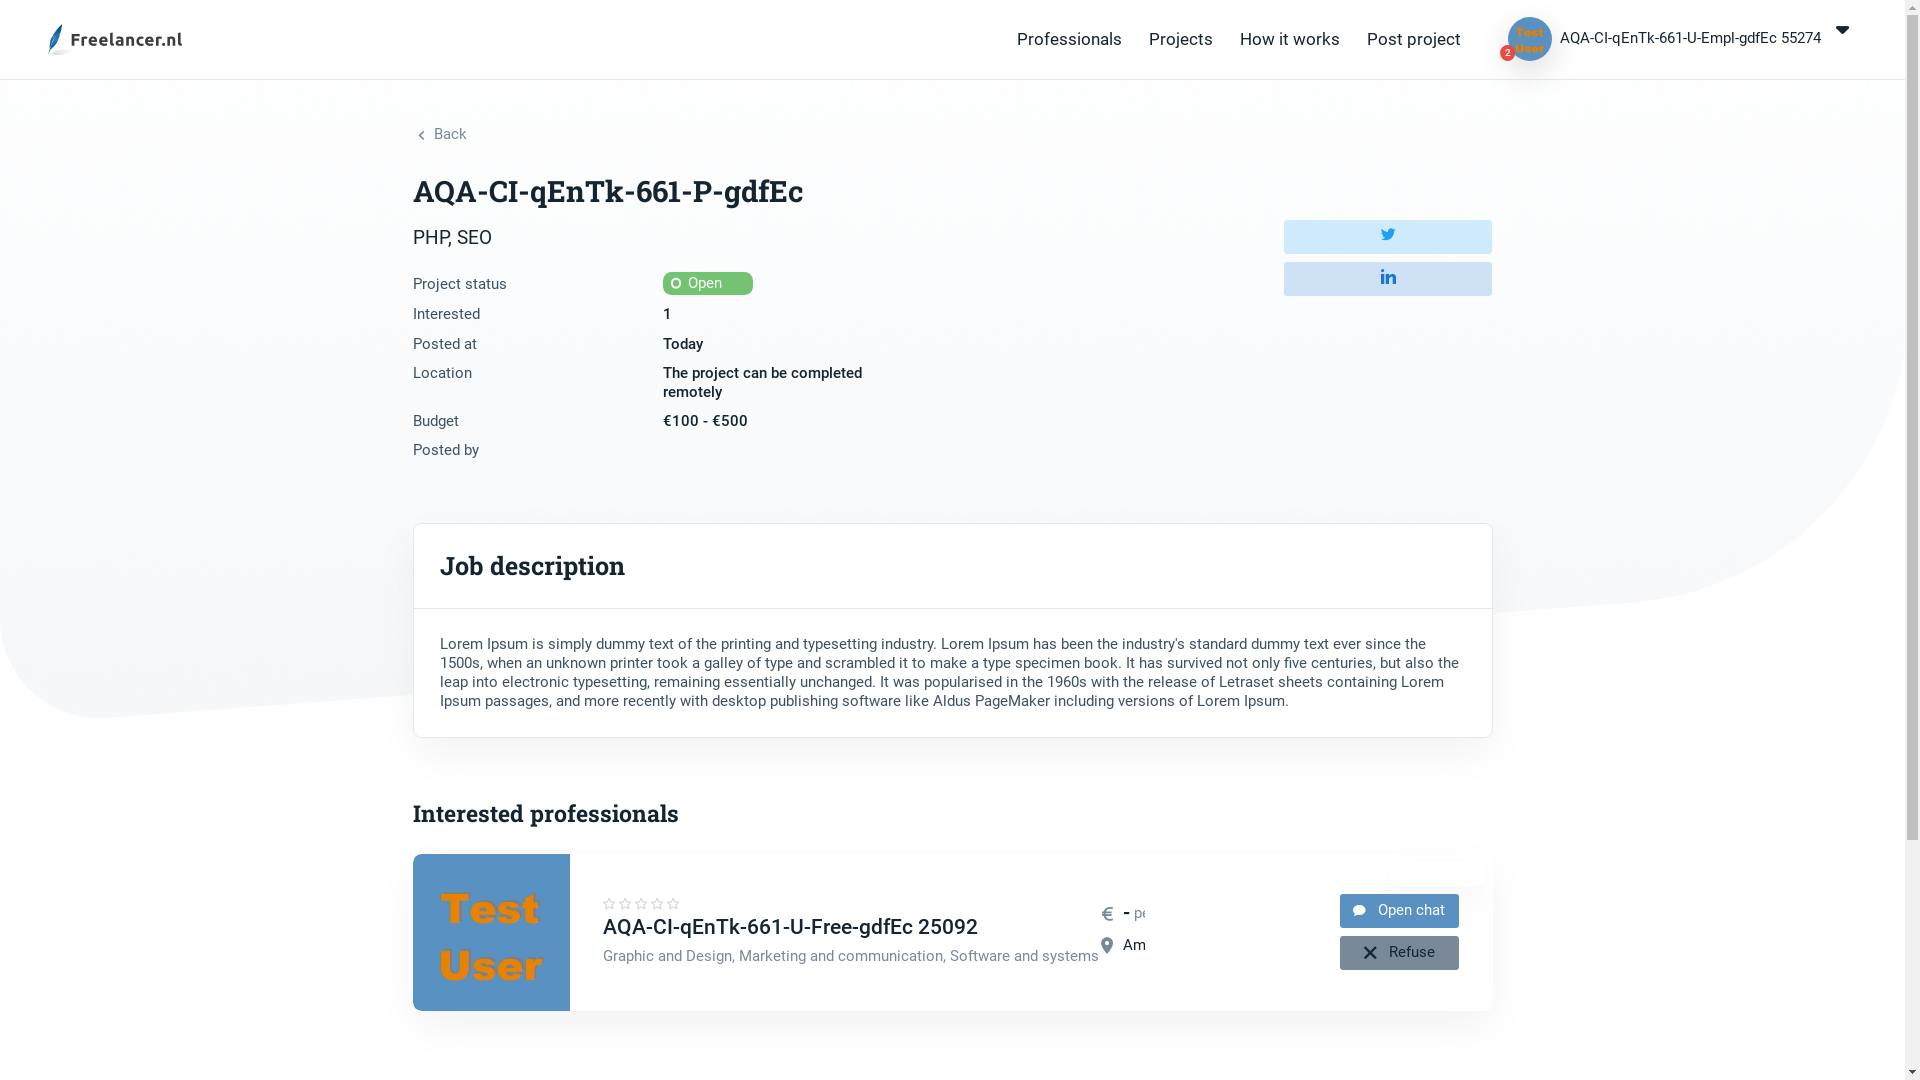 Freelancer.nl
Professionals
Projects
How it works
Post project
Test
User
2
AQA-CI-qEnTk-661-U-Empl-gdfEc 55274
Back
AQA-CI-qEnTk-661-P-gdfEc
PHP, SEO
Project status
Open
Interested
1
Posted at
Today
Location
The project can be completed
remotely
Budget
€100 - €500
Posted by
Job description
Lorem Ipsum is simply dummy text of the printing and typesetting industry. Lorem Ipsum has been the industry's standard dummy text ever since the
1500s, when an unknown printer took a galley of type and scrambled it to make a type specimen book. It has survived not only five centuries, but also the
leap into electronic typesetting, remaining essentially unchanged. It was popularised in the 1960s with the release of Letraset sheets containing Lorem
Ipsum passages, and more recently with desktop publishing software like Aldus PageMaker including versions of Lorem Ipsum.
Interested professionals
Test
User
AQA-CI-qEnTk-661-U-Free-gdfEc 25092
Graphic and Design, Marketing and communication, Software and systems
€ - pe
Am
Open chat
Refuse